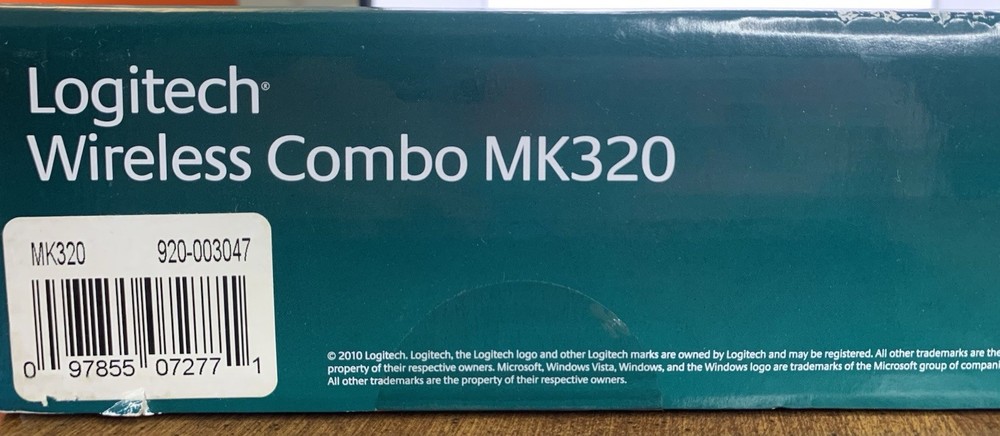 Logitech®
Wireless Combo MK320
MK320 920-003047
0 97855 07277 1
© 2010 Logitech. Logitech, the Logitech logo and other Logitech marks are owned by Logitech and may be registered. All other trademarks are the
property of their respective owners. Microsoft, Windows Vista, Windows, and the Windows logo are trademarks of the Microsoft group of compani
All other trademarks are the property of their respective owners.